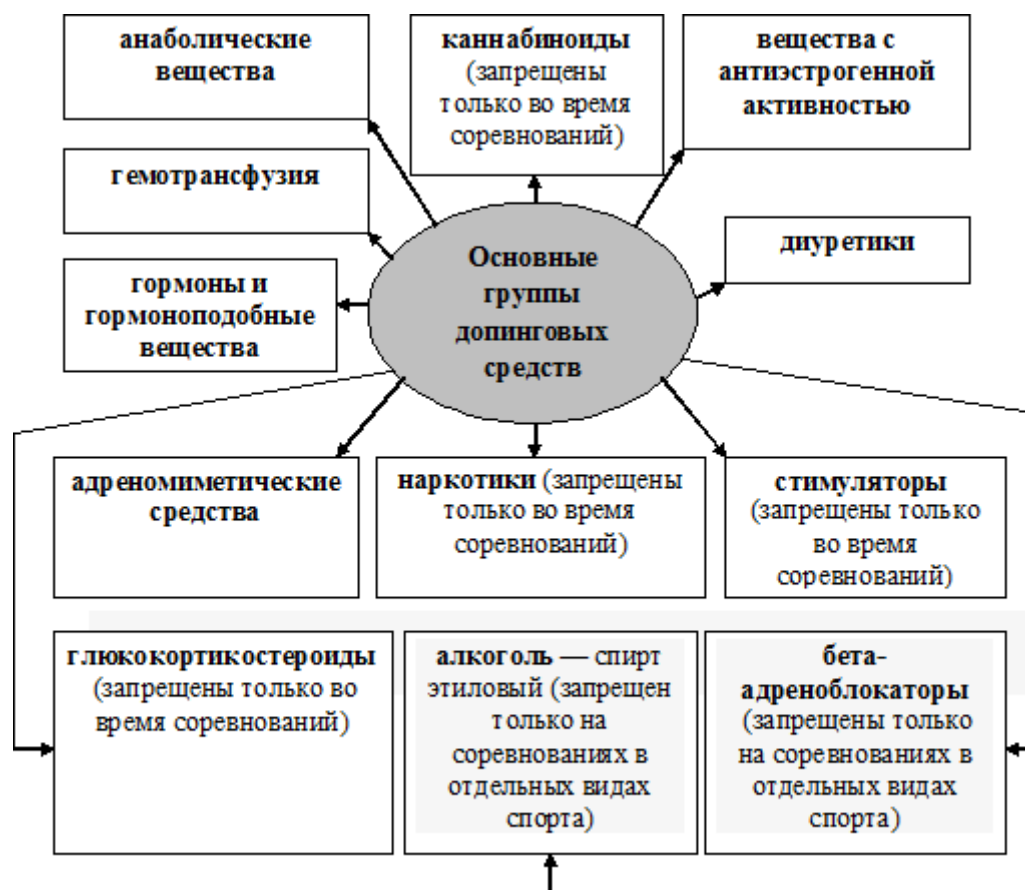 анаболические
вещества
каннабиноиды
(запрещены
только во время
соревнований)
вещества с
антиэстрогенной
активностью
гемотрансфузия
диуретики
гормоны и
гормоноподобные
вещества
Основные
группы
допинговых
средств
адреномиметические
средства
наркотики (запрещены
только во время
соревнований)
стимуляторы
(запрещены только
во время
соревнований)
глюкокортикостероиды
(запрещены только во
время соревнований)
алкоголь — спирт
этиловый (запрещен
только на
соревнованиях в
отдельных видах
спорта)
бета-
адреноблокаторы
(запрещены только
на соревнованиях в
отдельных видах
спорта)